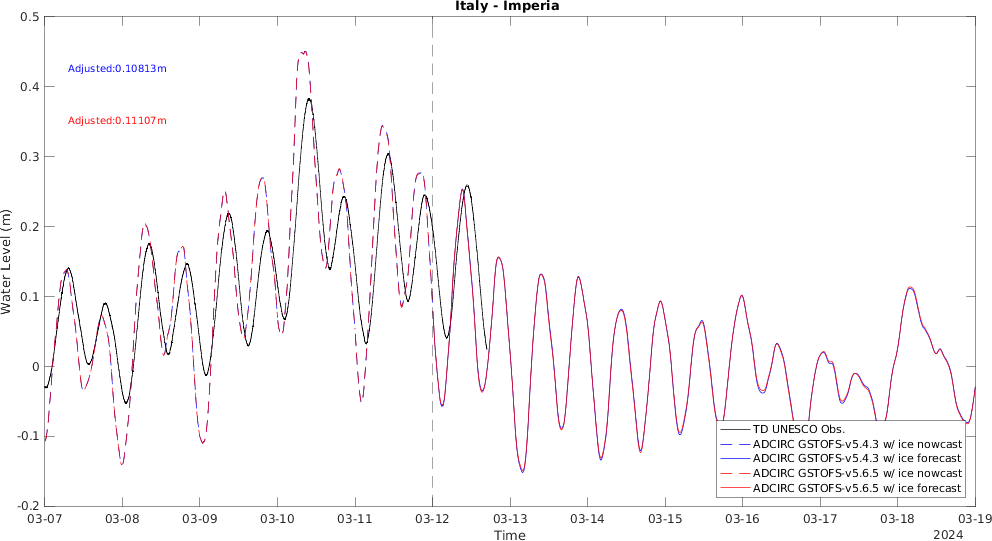 Italy - Imperia
Adjusted:0.10813m
Adjusted:0.11107m
Water Level (m)
0.5
0.4
0.3
0.2
0.1
0
-0.1
-0.2
TD UNESCO Obs.
ADCIRC GSTOFS-v5.4.3 w/ ice nowcast
ADCIRC GSTOFS-v5.4.3 w/ ice forecast
ADCIRC GSTOFS-v5.6.5 w/ ice nowcast
ADCIRC GSTOFS-v5.6.5 w/ ice forecast
03-07 03-08 03-09 03-10 03-11 03-12 03-13 03-14 03-15 03-16 03-17 03-18 03-19
Time
2024